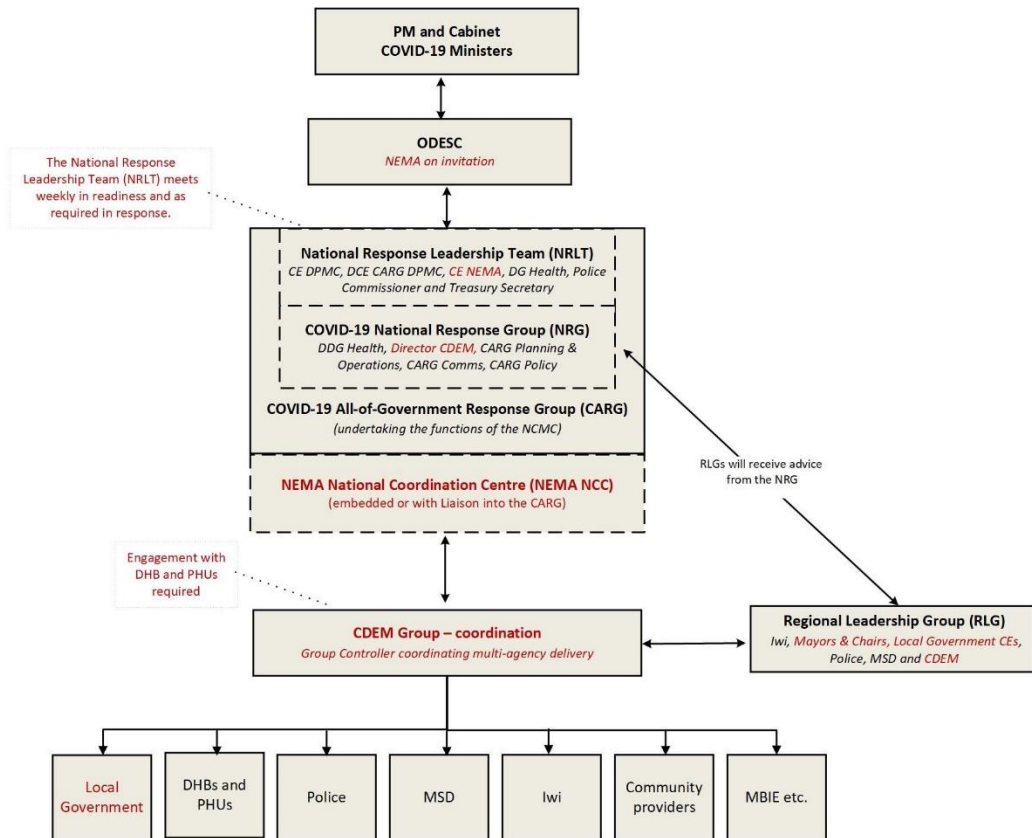 PM and Cabinet
COVID-19 Ministers
ODESC
NEMA on invitation
The National Response
Leadership Team (NRLT) meets
weekly in readiness and as
required in response.
National Response Leadership Team (NRLT)
CE DPMC, DCE CARG DPMC, CE NEMA, DG Health, Police
Commissioner and Treasury Secretary
COVID-19 National Response Group (NRG)
DDG Health, Director CDEM, CARG Planning &
Operations, CARG Comms, CARG Policy
COVID-19 All-of-Government Response Group (CARG)
(undertaking the functions of the NCMC)
RLGs will receive advice
from the NRG
NEMA National Coordination Centre (NEMA NCC)
(embedded or with Liaison into the CARG)
Engagement with
DHB and PHUs
required
CDEM Group – coordination
Group Controller coordinating multi-agency delivery
Regional Leadership Group (RLG)
Iwi, Mayors & Chairs, Local Government CEs,
Police, MSD and CDEM
Local
Government
DHBs and
PHUs
Police
MSD
Iwi
Community
providers
MBIE etc.